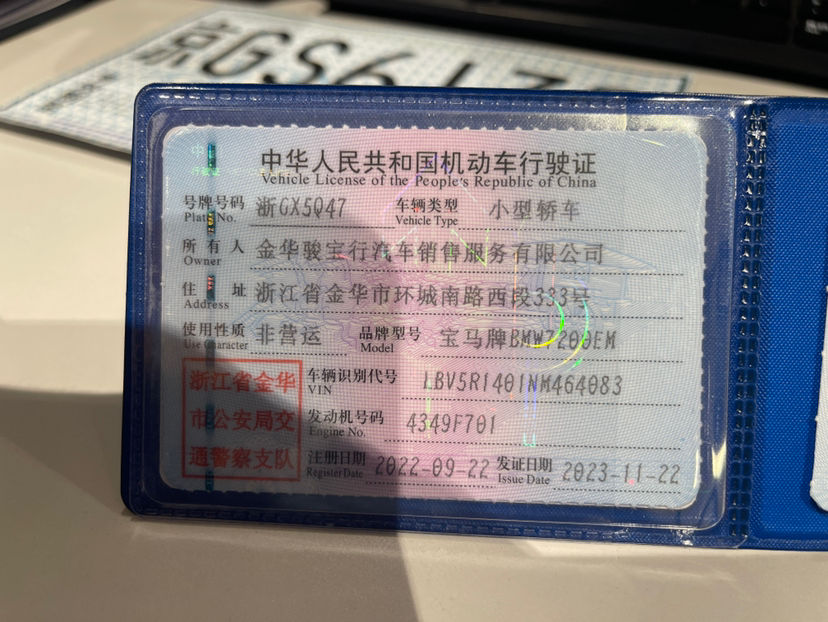 京GS6
中华人民共和国机动车行驶证
Vehicle License of the People's Republic of China
号牌号码 Plate No. 浙GX5Q47 车辆类型 Vehicle Type 小型轿车
所有人 Owner 金华骏宝行汽车销售服务有限公司
住址 Address 浙江省金华市环城南路西段333号
使用性质 Use Character 非营运 品牌型号 Model 宝马牌BMW7200EM
浙江省金华
市公安局交
通警察支队
车辆识别代号 VIN LBV5R1401NM464083
发动机号码 Engine No. 4349F701
注册日期 Register Date 2022-09-22 发证日期 Issue Date 2023-11-22